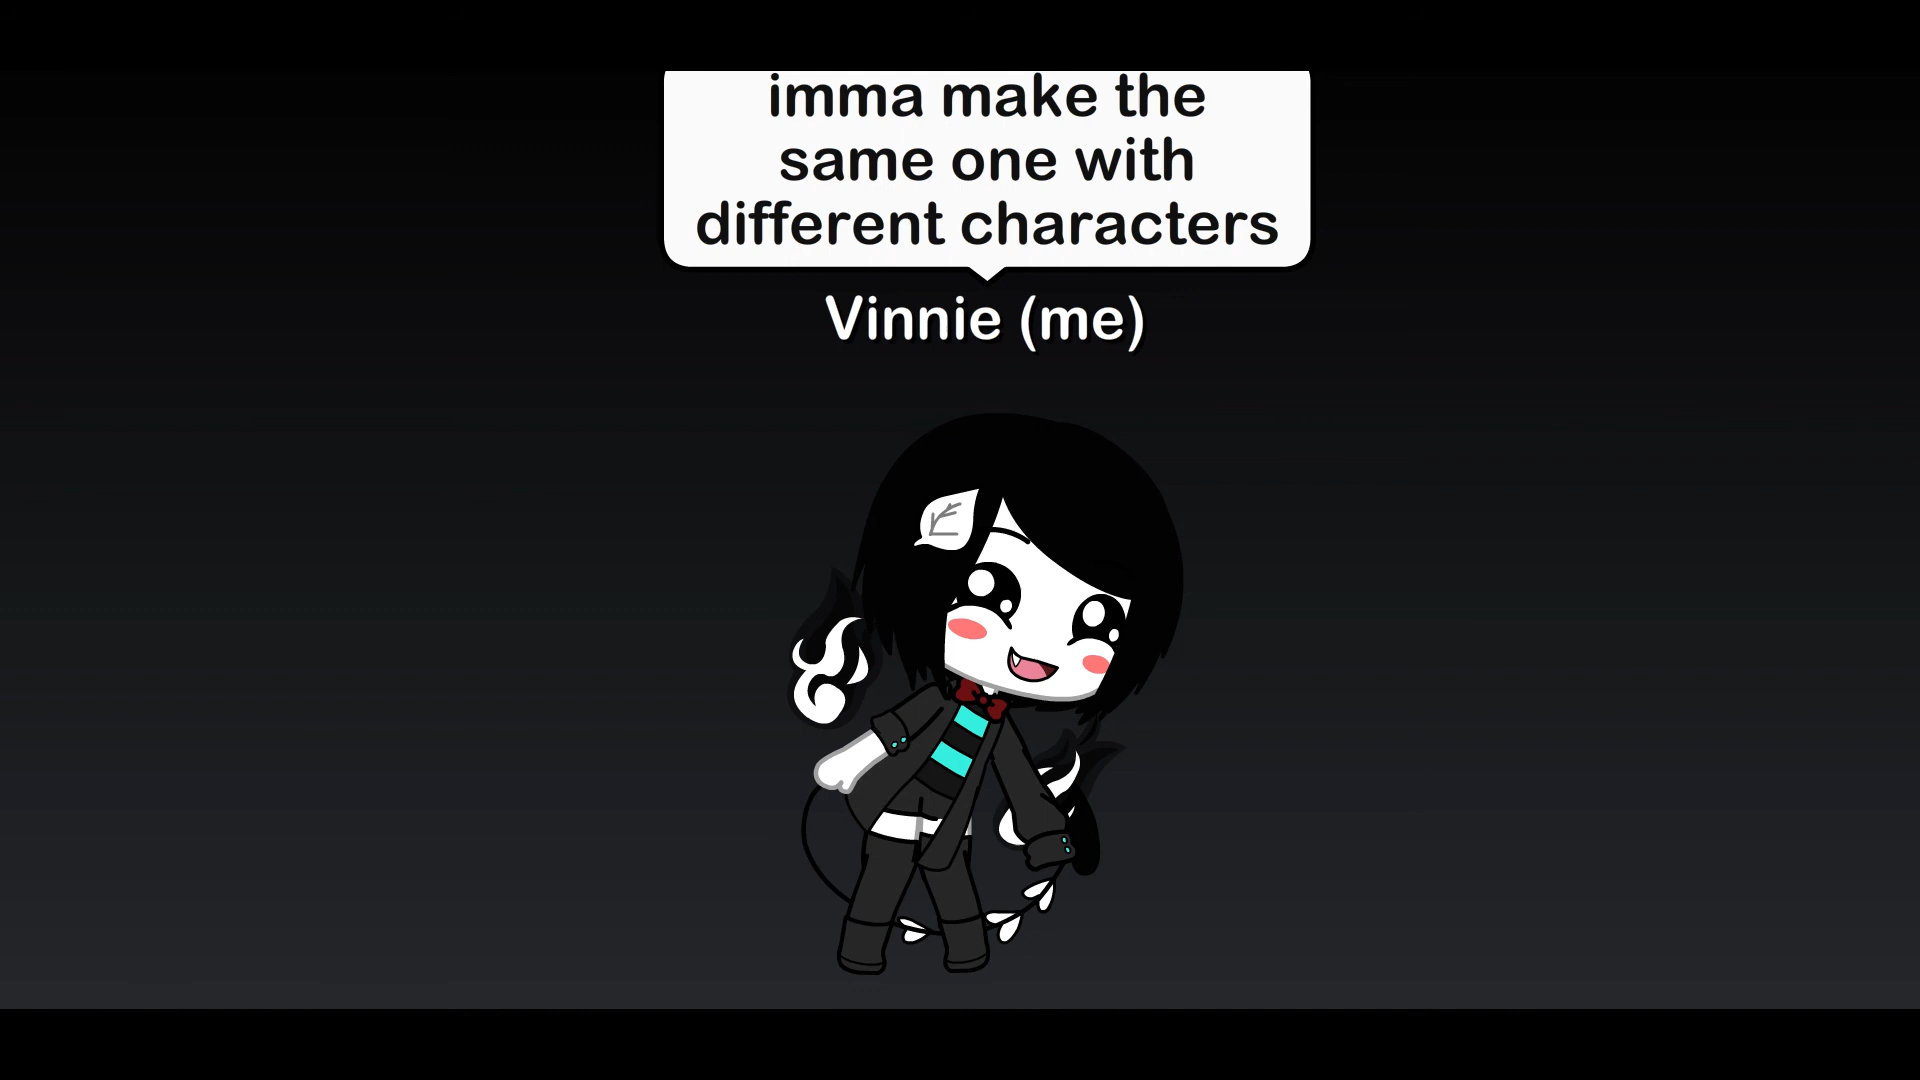 imma make the
same one with
different characters
Vinnie (me)